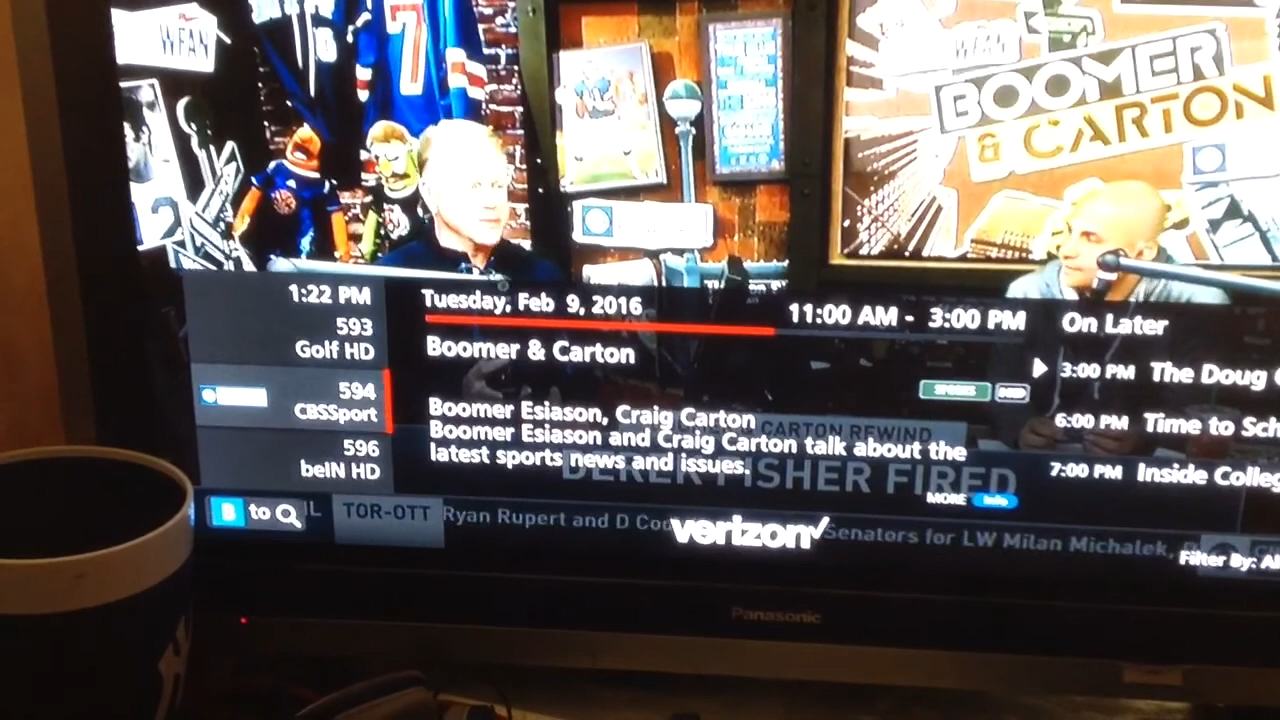 WFAN
7
BOOMER
& CARTON
1:22 PM
593
Golf HD
594
CBSSport
596
beIN HD
B to
Tuesday, Feb 9, 2016
11:00 AM - 3:00 PM
Boomer & Carton
SPORTS
Boomer Esiason, Craig Carton
Boomer Esiason and Craig Carton talk about the
latest sports news and issues.
MORE Info
On Later
3:00 PM The Doug
6:00 PM Time to Sch
7:00 PM Inside Colleg
CARTON REWIND
DEREK FISHER FIRED
TOR-OTT Ryan Rupert and D Co
verizon
Senators for LW Milan Michalek,
Filter By: Al
Panasonic